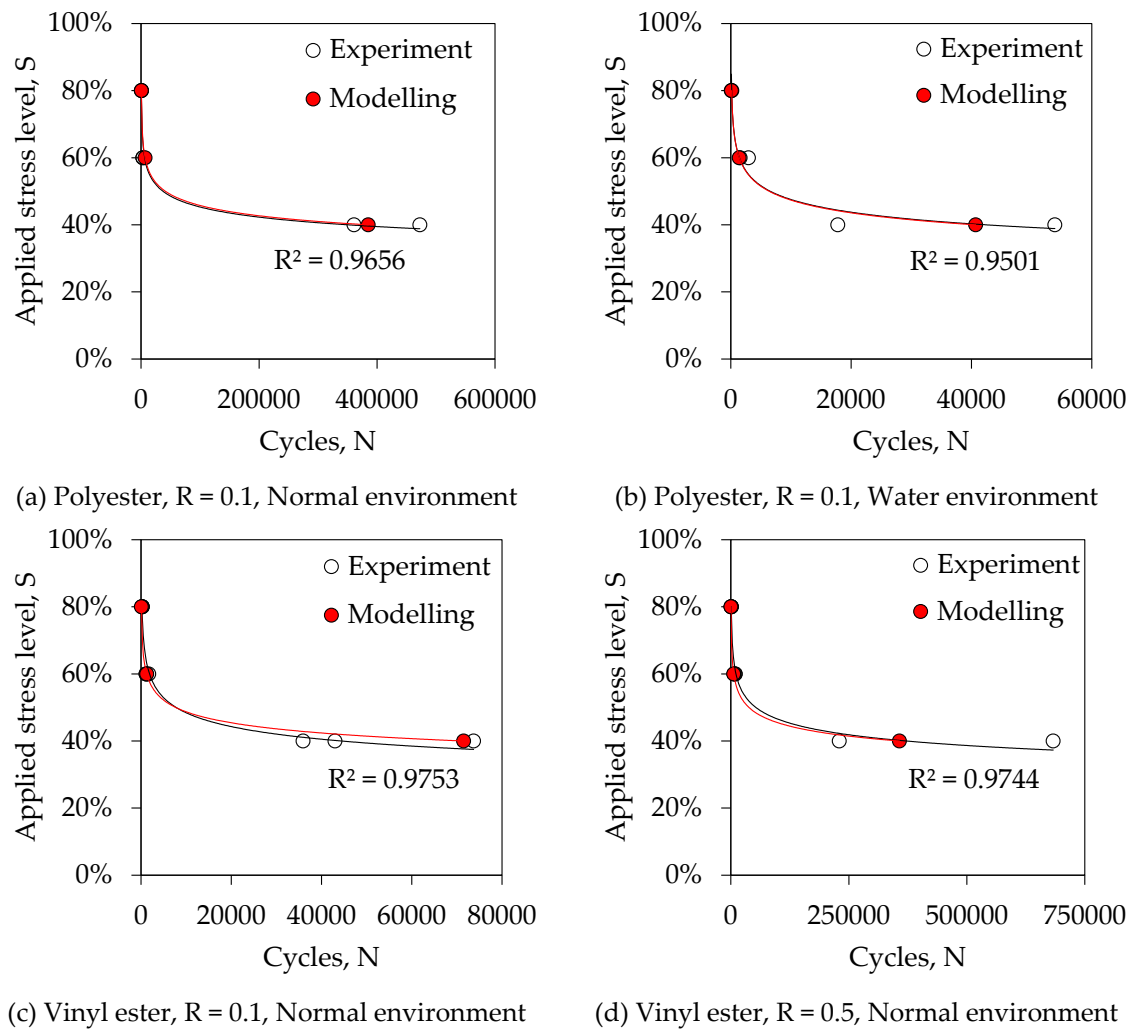 100%
80%
60%
40%
20%
0%
Applied stress level, S
Experiment
Modelling
R² = 0.9656
0 200000 400000 600000
Cycles, N
(a) Polyester, R = 0.1, Normal environment
100%
80%
60%
40%
20%
0%
Applied stress level, S
Experiment
Modelling
R² = 0.9501
0 20000 40000 60000
Cycles, N
(b) Polyester, R = 0.1, Water environment
100%
80%
60%
40%
20%
0%
Applied stress level, S
Experiment
Modelling
R² = 0.9753
0 20000 40000 60000 80000
Cycles, N
(c) Vinyl ester, R = 0.1, Normal environment
100%
80%
60%
40%
20%
0%
Applied stress level, S
Experiment
Modelling
R² = 0.9744
0 250000 500000 750000
Cycles, N
(d) Vinyl ester, R = 0.5, Normal environment